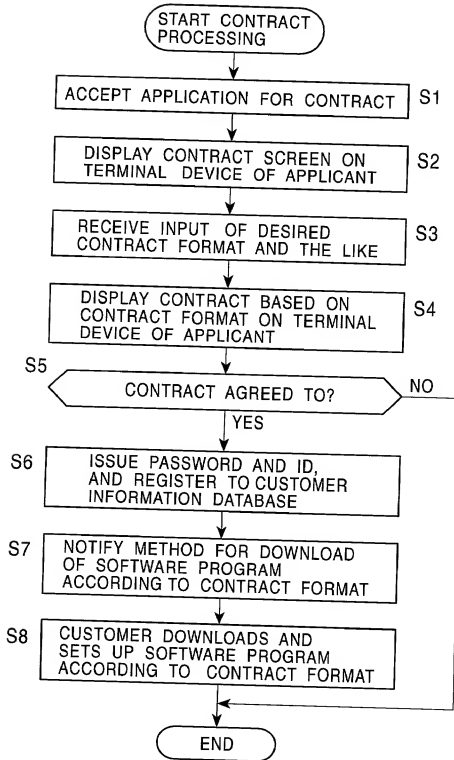 START CONTRACT
PROCESSING
ACCEPT APPLICATION FOR CONTRACT
S1
DISPLAY CONTRACT SCREEN ON
TERMINAL DEVICE OF APPLICANT
S2
RECEIVE INPUT OF DESIRED
CONTRACT FORMAT AND THE LIKE
S3
DISPLAY CONTRACT BASED ON
CONTRACT FORMAT ON TERMINAL
DEVICE OF APPLICANT
S4
S5
CONTRACT AGREED TO?
NO
YES
S6
ISSUE PASSWORD AND ID,
AND REGISTER TO CUSTOMER
INFORMATION DATABASE
S7
NOTIFY METHOD FOR DOWNLOAD
OF SOFTWARE PROGRAM
ACCORDING TO CONTRACT FORMAT
S8
CUSTOMER DOWNLOADS AND
SETS UP SOFTWARE PROGRAM
ACCORDING TO CONTRACT FORMAT
END